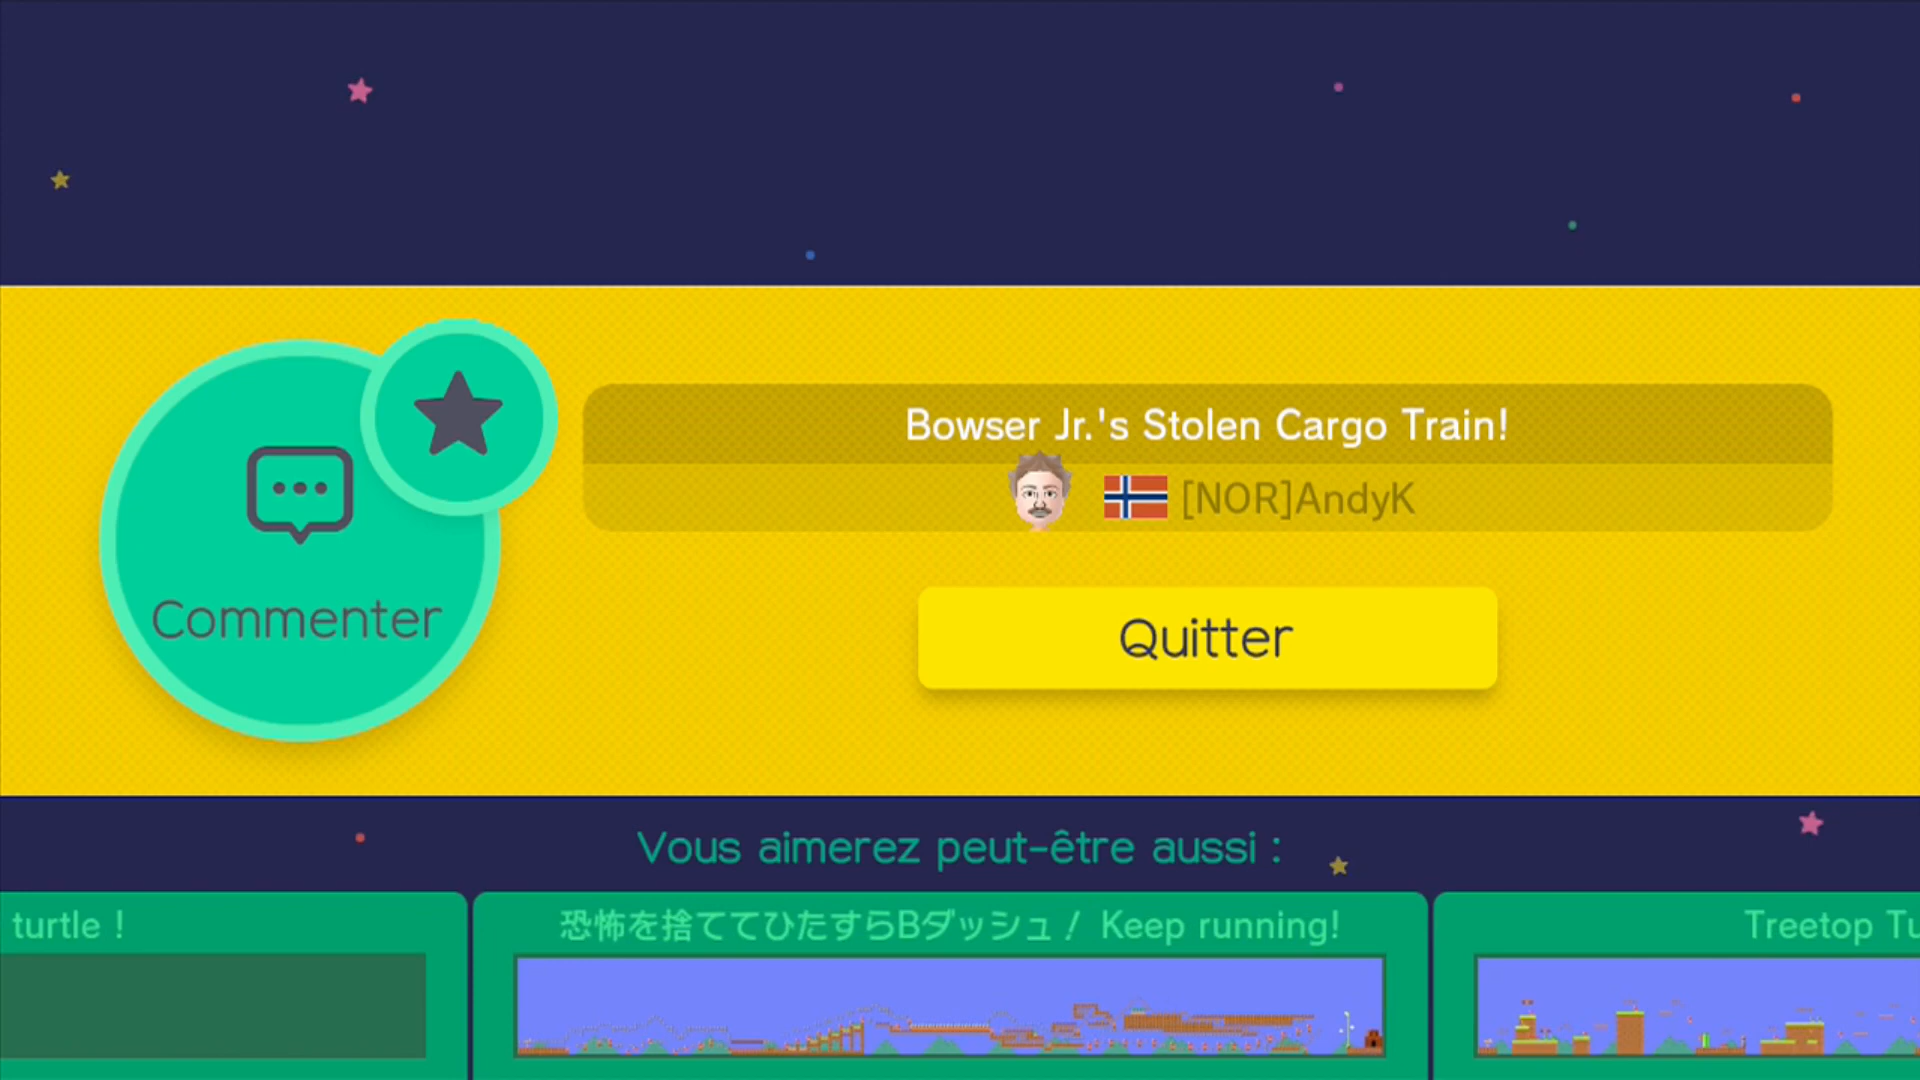 Bowser Jr.'s Stolen Cargo Train!
[NOR]AndyK
Commenter
Quitter
Vous aimerez peut-être aussi :
turtle !
恐怖を捨ててひたすらBダッシュ！ Keep running!
Treetop Tu